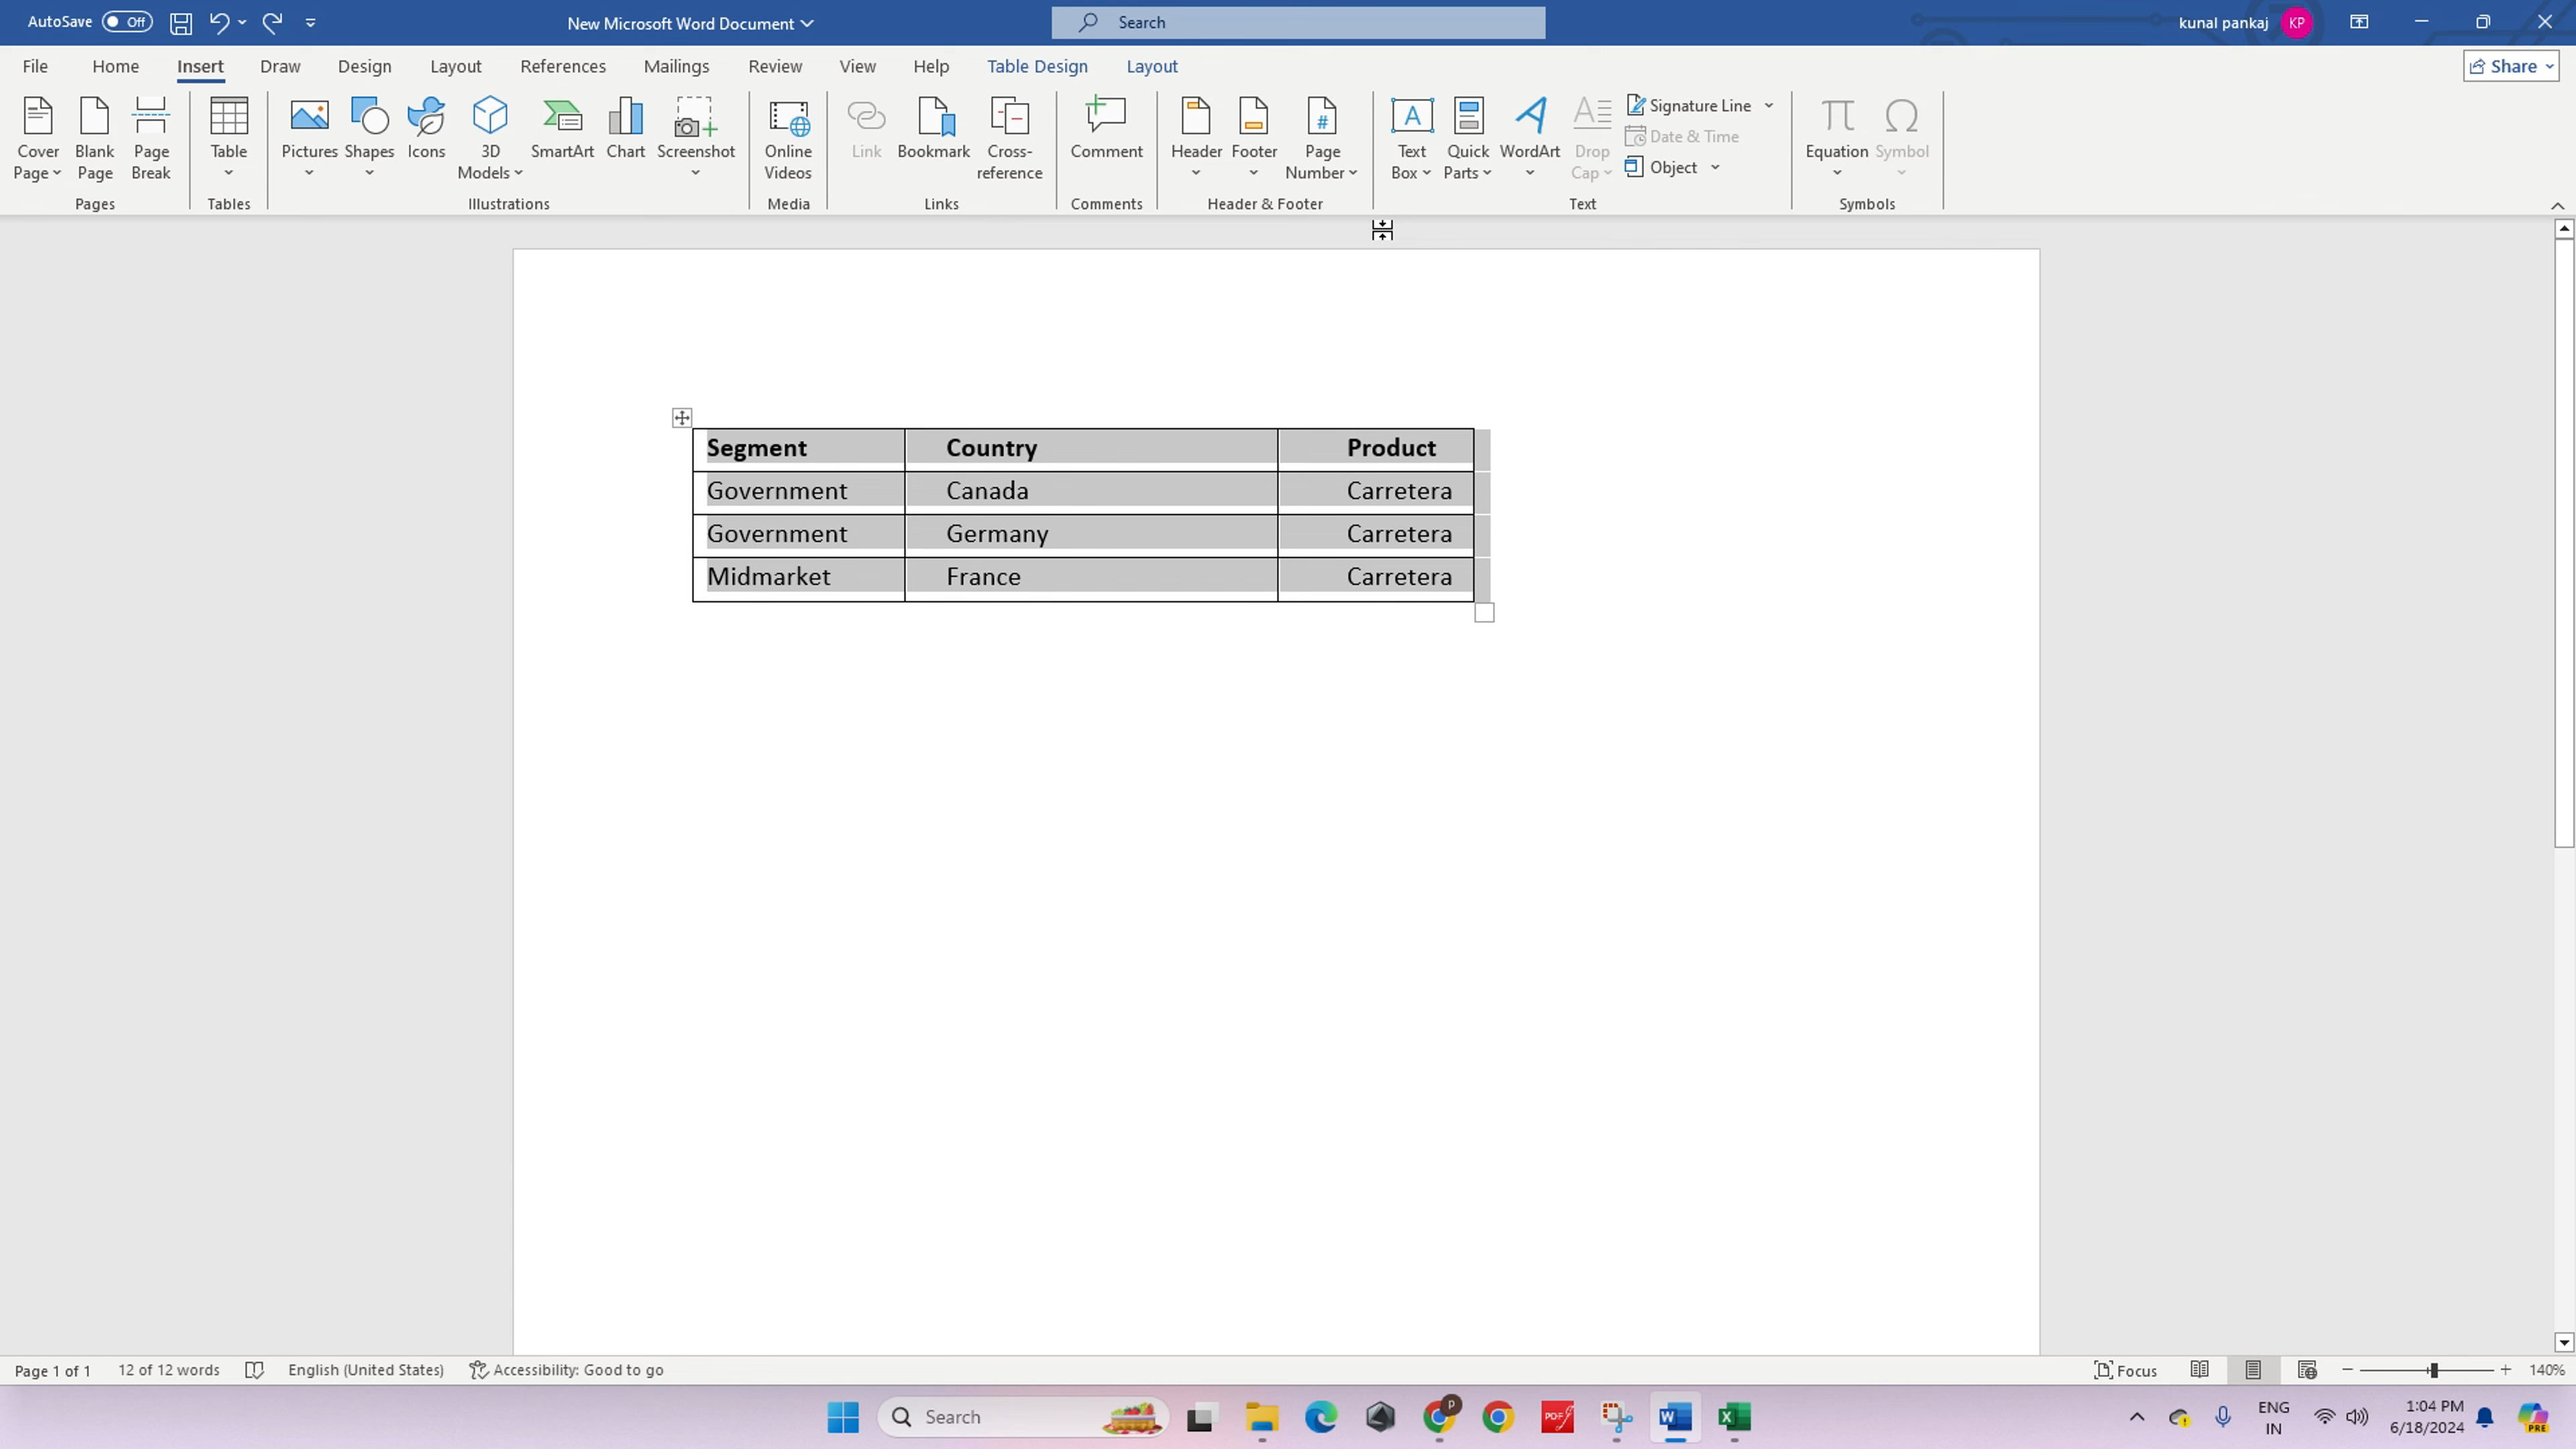 AutoSave Off New Microsoft Word Document Search kunal pankaj KP
File Home Insert Draw Design Layout References Mailings Review View Help Table Design Layout Share
Cover Page Blank Page Page Break Table Pictures Shapes Icons 3D Models SmartArt Chart Screenshot Online Videos Link Bookmark Cross-reference Comment Header Footer Page Number Text Box Quick Parts WordArt Drop Cap Signature Line Date & Time Object Equation Symbol
Pages Tables Illustrations Media Links Comments Header & Footer Text Symbols
Segment Country Product
Government Canada Carretera
Government Germany Carretera
Midmarket France Carretera
Page 1 of 1 12 of 12 words English (United States) Accessibility: Good to go Focus 140%
Search PDF P ENG 1:04 PM
IN 6/18/2024 PRE